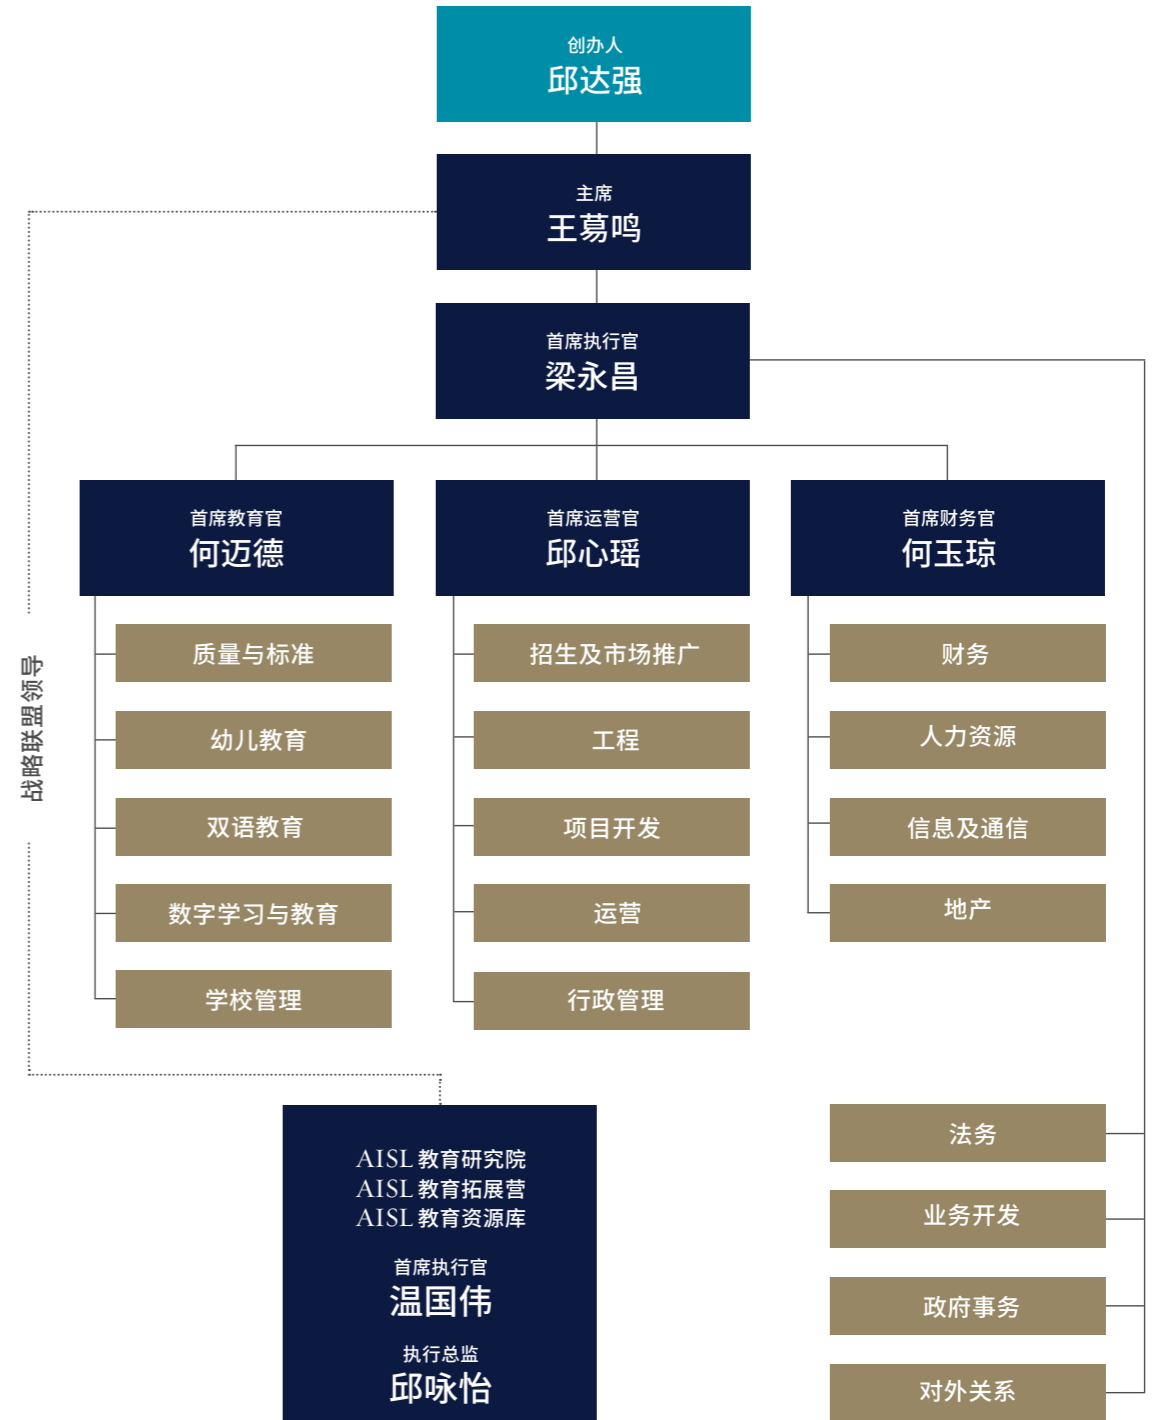 创办人
邱达强
主席
王葛鸣
首席执行官
梁永昌
首席教育官
何迈德
首席运营官
邱心瑶
首席财务官
何玉琼
战略联盟领导
质量与标准
幼儿教育
双语教育
数字学习与教育
学校管理
招生及市场推广
工程
项目开发
运营
行政管理
财务
人力资源
信息及通信
地产
AISL 教育研究院
AISL 教育拓展营
AISL 教育资源库
首席执行官
温国伟
执行总监
邱咏怡
法务
业务开发
政府事务
对外关系